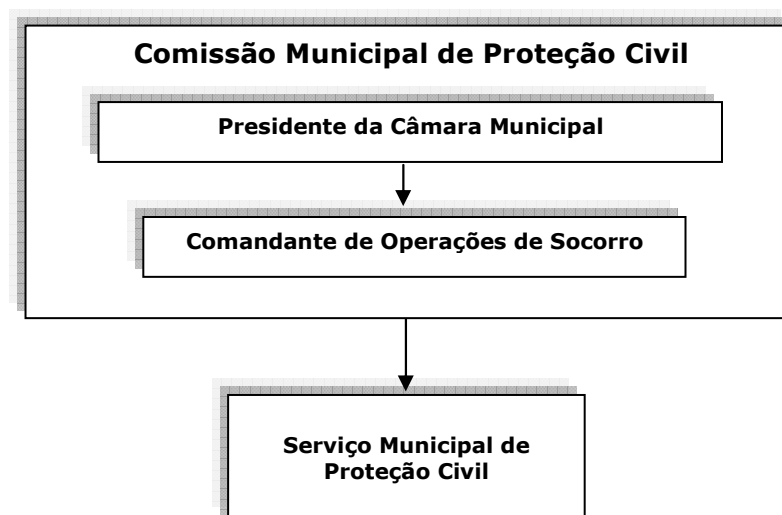 Comissão Municipal de Proteção Civil
Presidente da Câmara Municipal
Comandante de Operações de Socorro
Serviço Municipal de
Proteção Civil